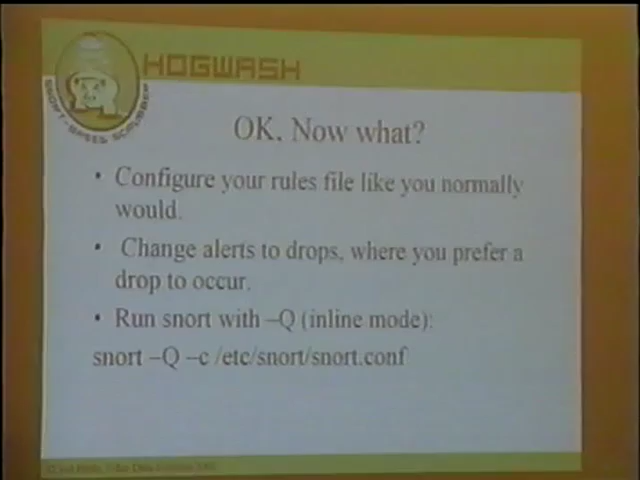 HOGWASH
OK. Now what?
• Configure your rules file like you normally
would.
• Change alerts to drops, where you prefer a
drop to occur.
• Run snort with –Q (inline mode):
snort –Q –c /etc/snort/snort.conf